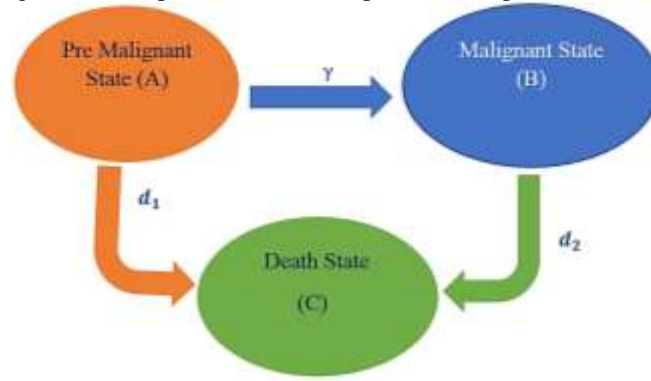 Pre Malignant
State (A)
γ
Malignant State
(B)
d₁
d₂
Death State
(C)